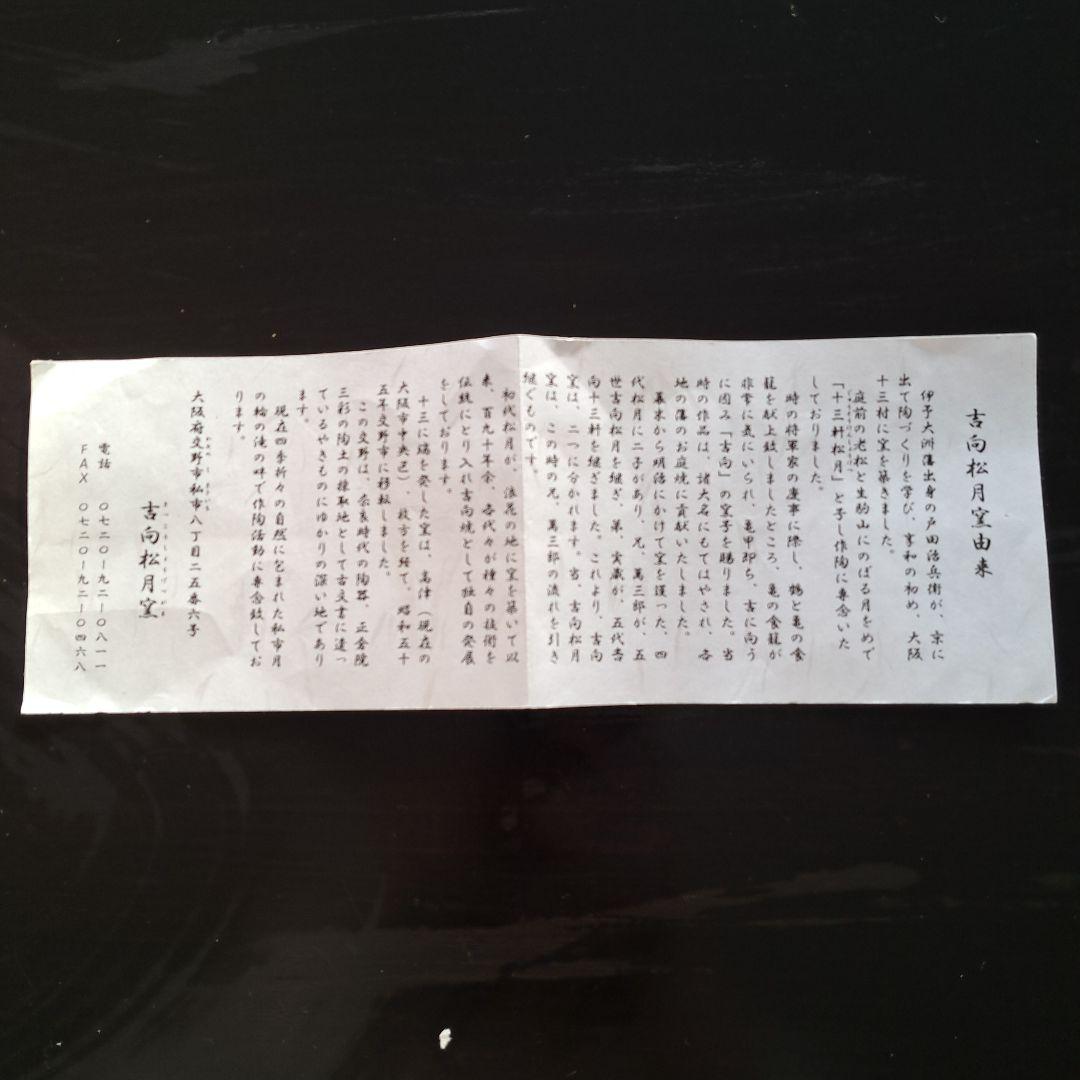 吉向松月窯由来
伊予大洲藩出身の戸田治兵衛が、京に
出て陶づくりを学び、享和の初め、大阪
十三村に窯を築きました。
庭前の老松と生駒山にのぼる月をめで
「十三軒松月」と号し作陶に専念いた
しておりました。
時の将軍家の慶事に際し、鶴と亀の食
籠を献上致しましたところ、亀の食籠が
非常に気にいられ、亀甲即ち、吉に向う
に因み「吉向」の窯号を賜りました。当
時の作品は、諸大名にもてはやされ、各
地の藩のお庭焼に貢献いたしました。
幕末から明治にかけて窯を護った、四
代松月に二子があり、兄、萬三郎が、五
世吉向松月を継ぎ、弟、實蔵が、五代吉
向十三軒を継ぎました。これより、吉向
窯は、二つに分かれます。当、吉向松月
窯は、この時の兄、萬三郎の流れを引き
継ぐものです。
初代松月が、浪花の地に窯を築いて以
来、百九十年余、各代々が種々の技術を
伝統にとり入れ吉向焼として独自の発展
をしております。
十三に端を発した窯は、高津（現在の
大阪市中央区）、枚方を経て、昭和五十
五年交野市に移転しました。
この交野は、奈良時代の陶器、正倉院
三彩の陶土の採取地として古文書に遺っ
ているやきものにゆかりの深い地であり
ます。
現在四季折々の自然に包まれた私市月
の輪の滝の畔で作陶活動に専念致してお
ります。
大阪府交野市私市八丁目二五番六号
吉向松月窯
電話　〇七二〇－九二－〇八一一
ＦＡＸ　〇七二〇－九二－〇四六八